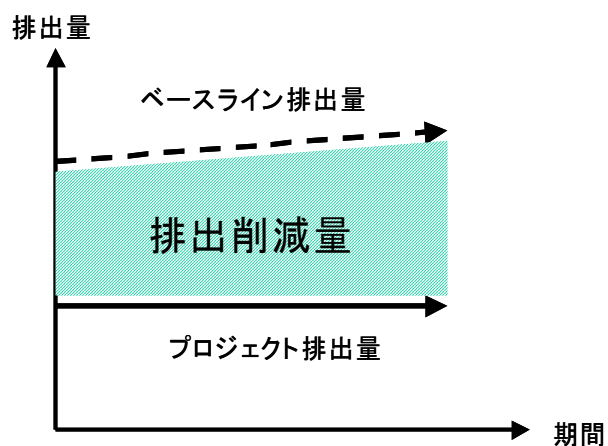 排出量
ベースライン排出量
排出削減量
プロジェクト排出量
期間